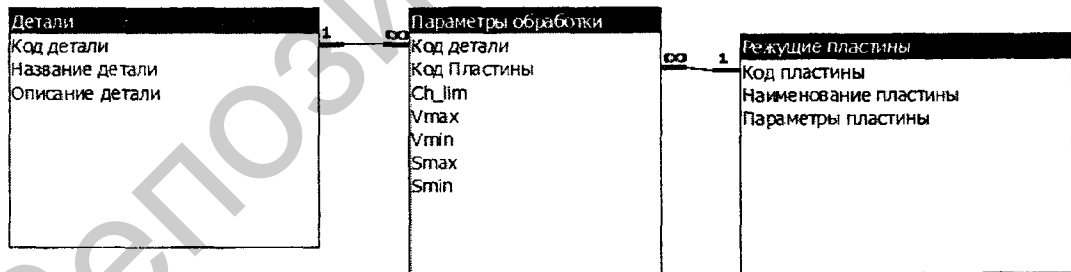 Детали
Код детали
Название детали
Описание детали
1
∞
Параметры обработки
Код детали
Код Пластины
Ch_lim
Vmax
Vmin
Smax
Smin
∞
1
Режущие пластины
Код пластины
Наименование пластины
Параметры пластины